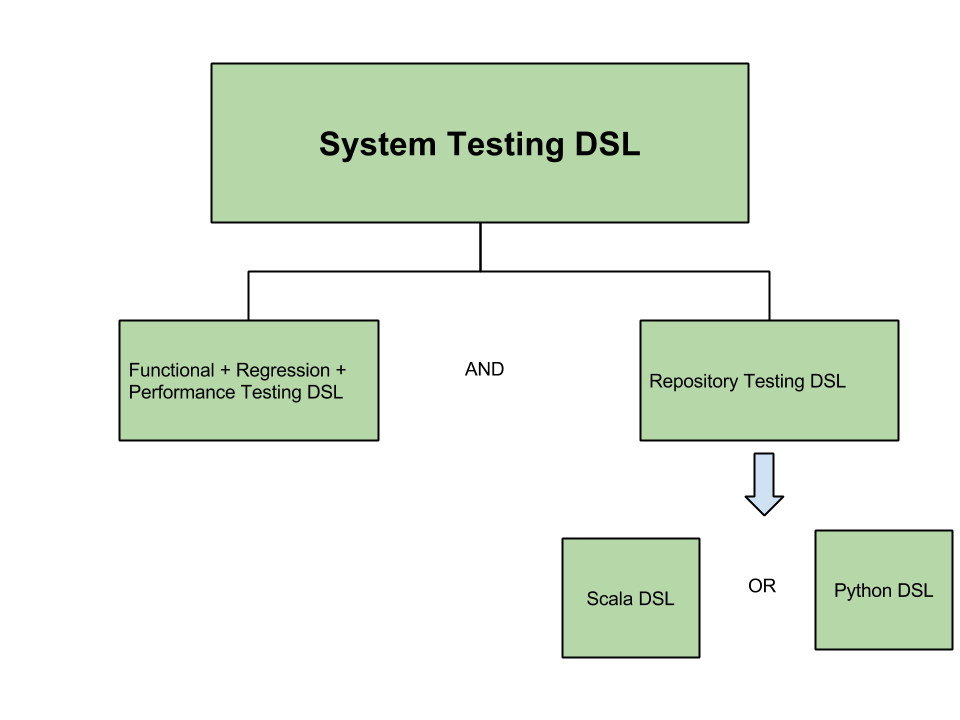 System Testing DSL
Functional + Regression +
Performance Testing DSL
AND
Repository Testing DSL
Scala DSL
OR
Python DSL